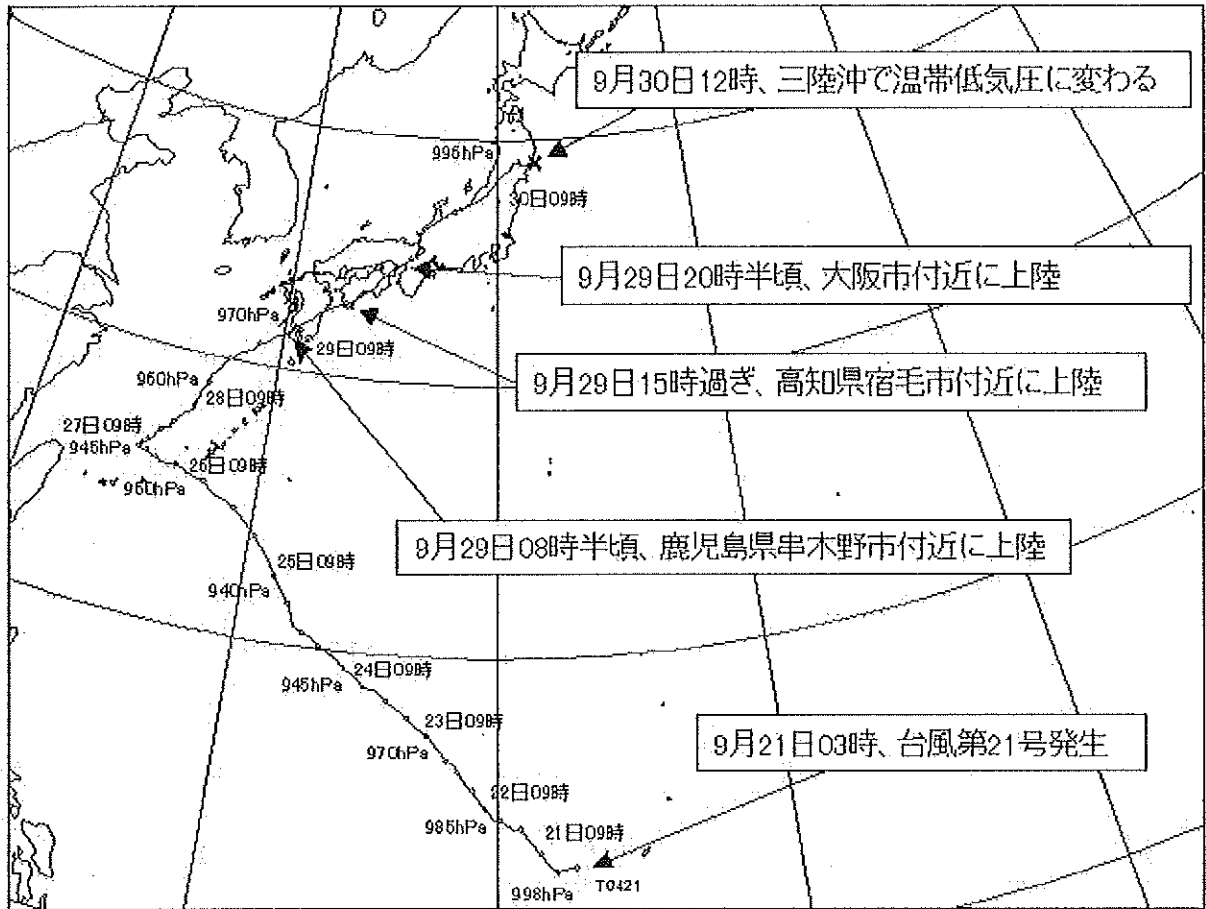 9月30日12時、三陸沖で温帯低気圧に変わる
995hPa
30日09時
9月29日20時半頃、大阪市付近に上陸
970hPa
29日09時
9月29日15時過ぎ、高知県宿毛市付近に上陸
960hPa
28日09時
27日09時
945hPa
26日09時
950hPa
9月29日08時半頃、鹿児島県串木野市付近に上陸
25日09時
940hPa
24日09時
945hPa
23日09時
970hPa
9月21日03時、台風第21号発生
22日09時
985hPa
21日09時
T0421
998hPa